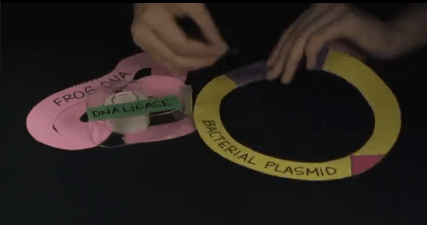 FROG DNA
DNA LIGASE
BACTERIAL PLASMID